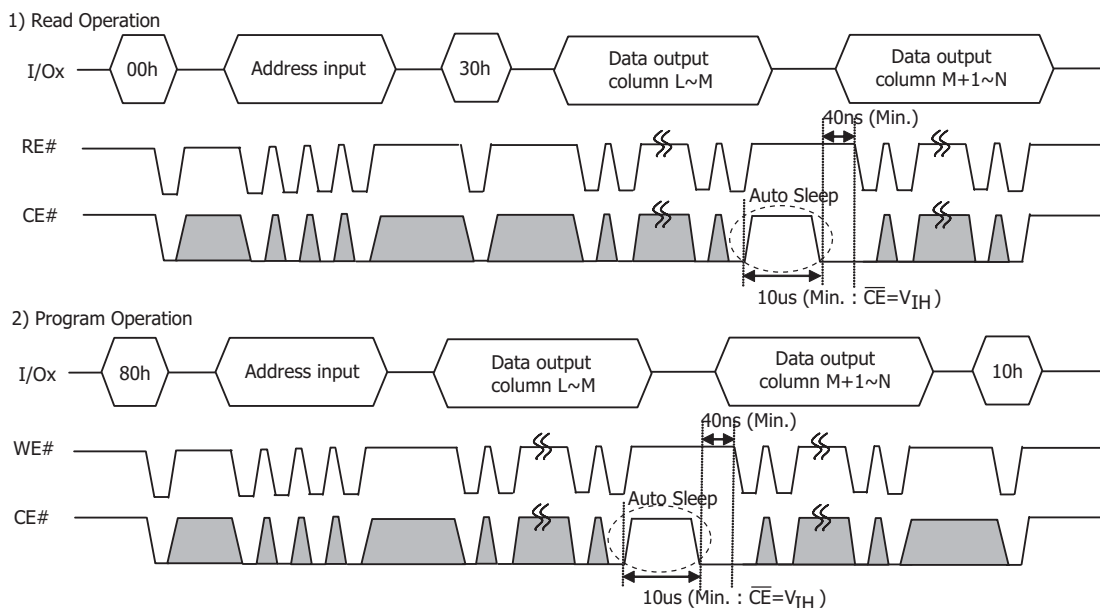 1) Read Operation
I/Ox
00h
Address input
30h
Data output
column L~M
Data output
column M+1~N
40ns (Min.)
RE#
Auto Sleep
CE#
10us (Min. : CE=VIH)
2) Program Operation
I/Ox
80h
Address input
Data output
column L~M
Data output
column M+1~N
10h
40ns (Min.)
WE#
Auto Sleep
CE#
10us (Min. : CE=VIH)